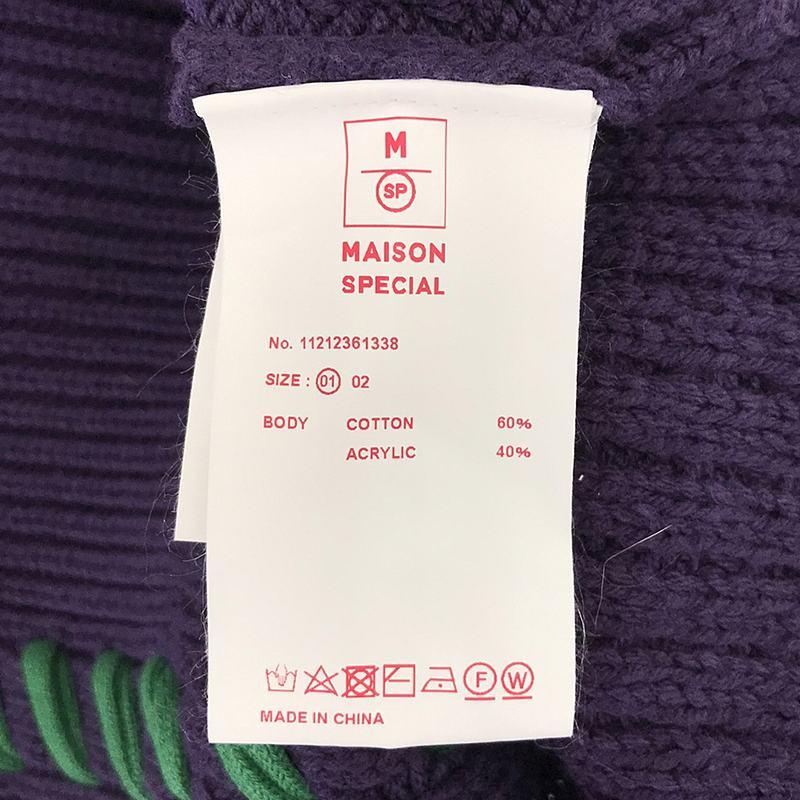 M
SP
MAISON
SPECIAL
No. 11212361338
SIZE : 01 02
BODY COTTON 60%
ACRYLIC 40%
F W
MADE IN CHINA